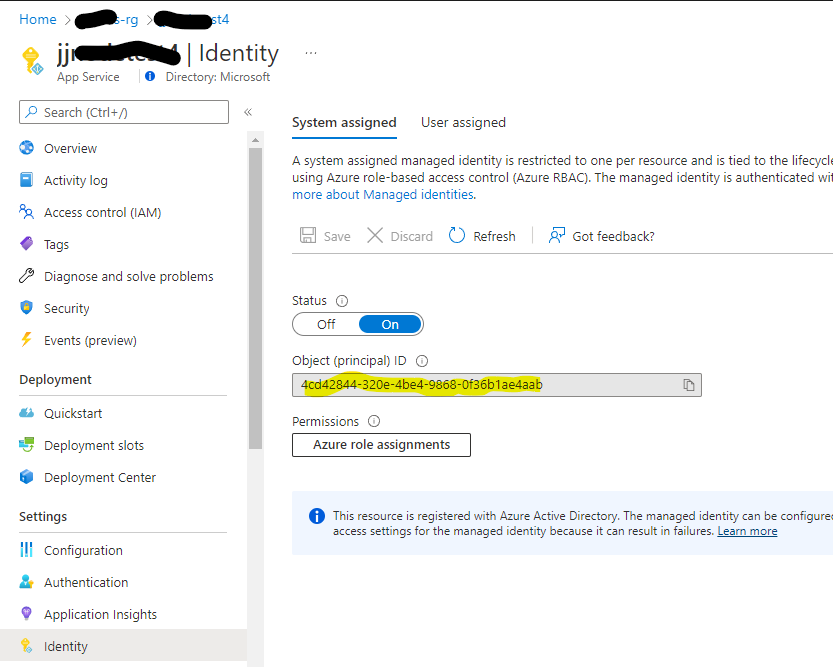 Home > s-rg > st4
| Identity ...
App Service | Directory: Microsoft
Search (Ctrl+/) «
Overview
Activity log
Access control (IAM)
Tags
Diagnose and solve problems
Security
Events (preview)
Deployment
Quickstart
Deployment slots
Deployment Center
Settings
Configuration
Authentication
Application Insights
Identity
System assigned User assigned
A system assigned managed identity is restricted to one per resource and is tied to the lifecycle
using Azure role-based access control (Azure RBAC). The managed identity is authenticated wit
more about Managed identities.
Save Discard Refresh Got feedback?
Status
Off On
Object (principal) ID
4cd42844-320e-4be4-9868-0f36b1ae4aab
Permissions
Azure role assignments
This resource is registered with Azure Active Directory. The managed identity can be configured
access settings for the managed identity because it can result in failures. Learn more